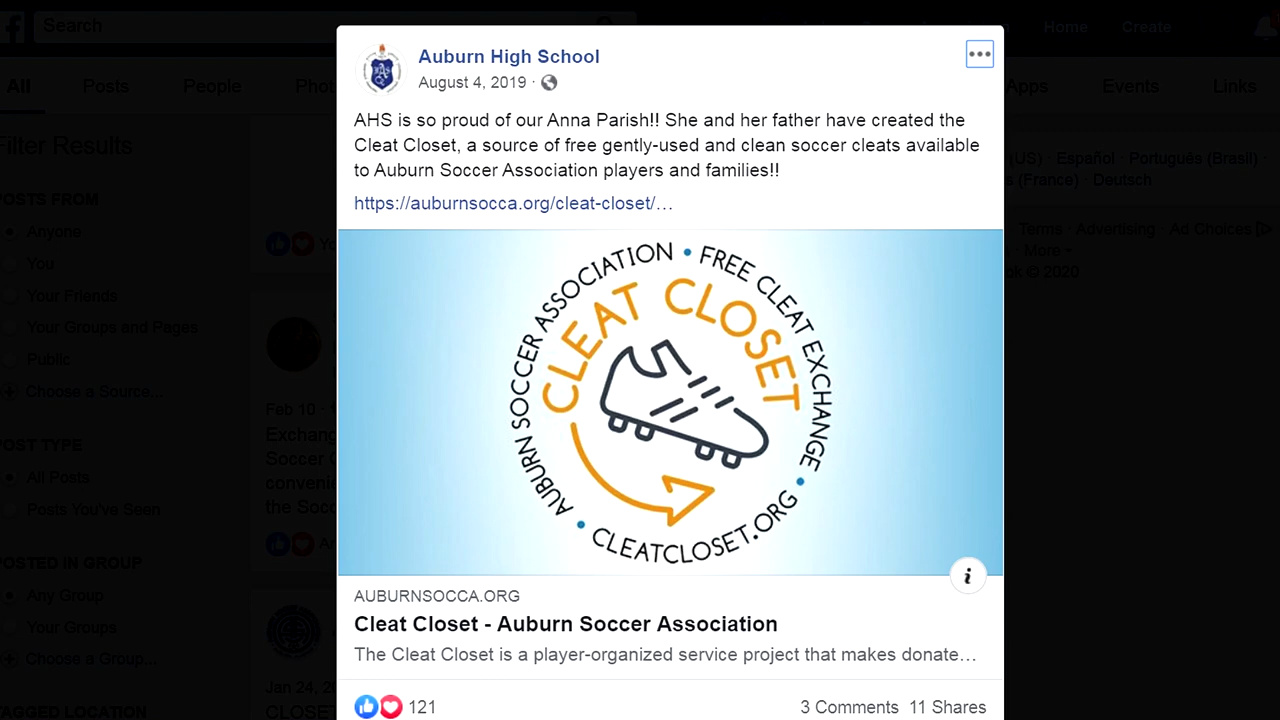 Search
Home
Create
All
Posts
People
Phot
Apps
Events
Links
Filter Results
POSTS FROM
Anyone
You
Your Friends
Your Groups and Pages
Public
Choose a Source...
POST TYPE
All Posts
Posts You've Seen
POSTED IN GROUP
Any Group
Your Groups
Choose a Group...
TAGGED LOCATION
Feb 10 ·
Exchang
Soccer
convenie
the Socc
Jan 24, 20
CLOSET
Auburn High School
August 4, 2019 ·
AHS is so proud of our Anna Parish!! She and her father have created the
Cleat Closet, a source of free gently-used and clean soccer cleats available
to Auburn Soccer Association players and families!!
https://auburnsocca.org/cleat-closet/…
AUBURN SOCCER ASSOCIATION • FREE CLEAT EXCHANGE •
CLEAT CLOSET
CLEATCLOSET.ORG •
i
AUBURNSOCCA.ORG
Cleat Closet - Auburn Soccer Association
The Cleat Closet is a player-organized service project that makes donate…
121
3 Comments 11 Shares
(US) · Español · Português (Brasil) ·
s (France) · Deutsch
Terms · Advertising · Ad Choices
· More
ok © 2020